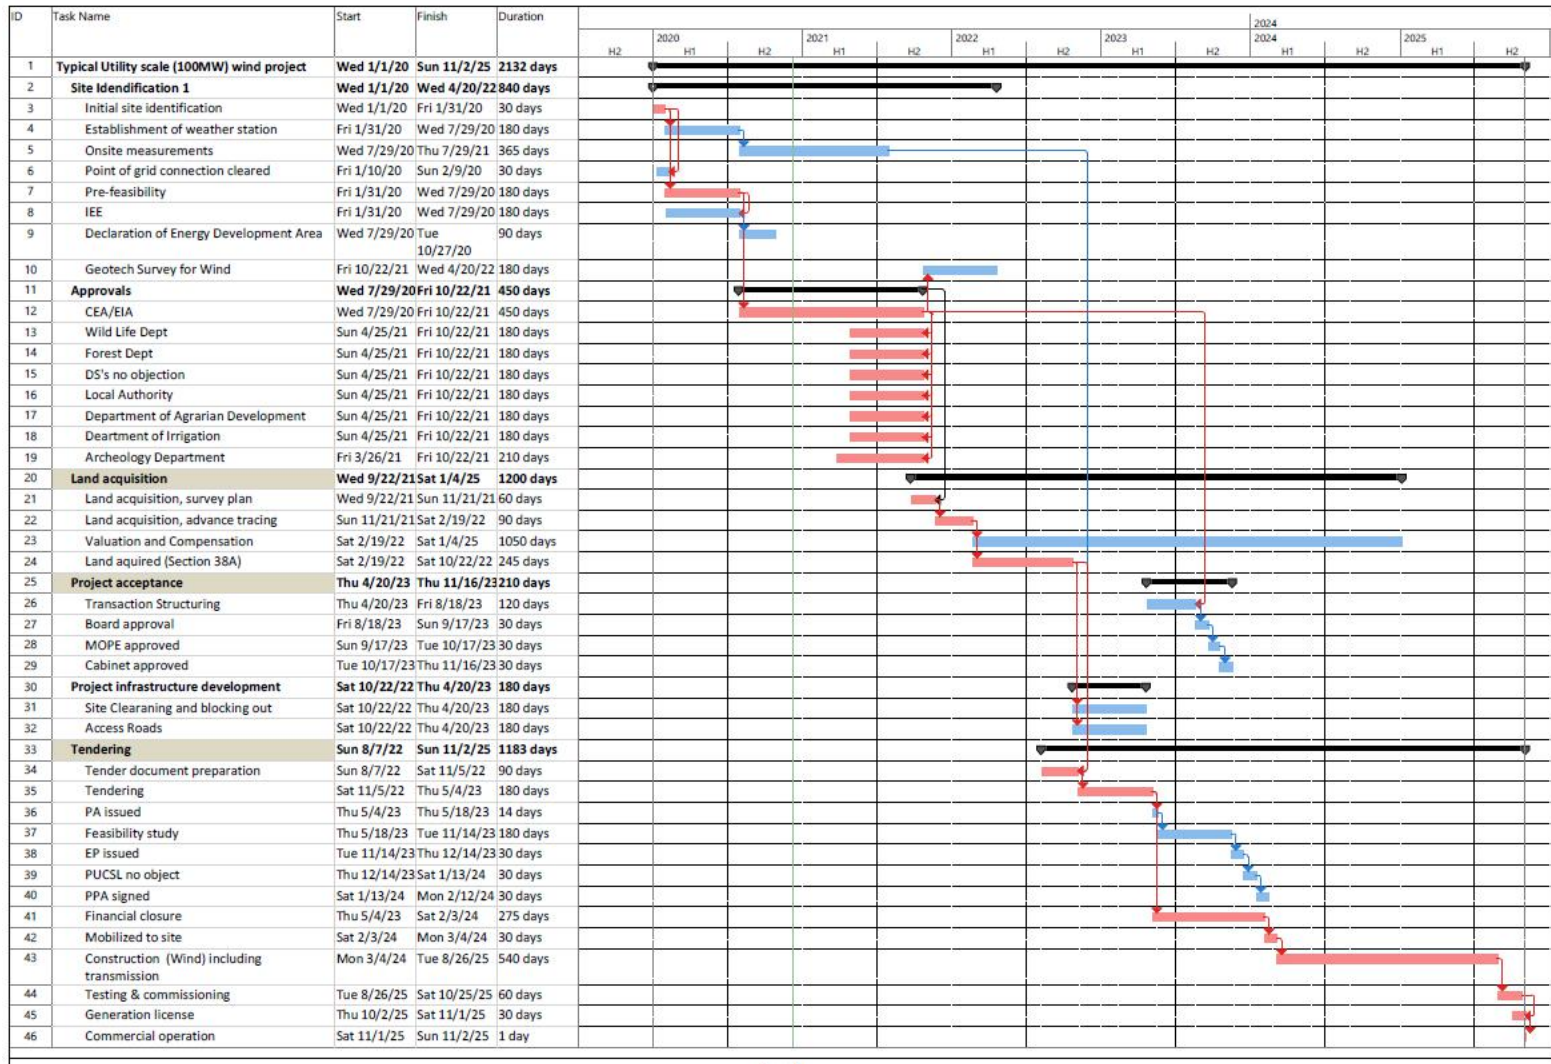 ID Task Name Start Finish Duration
2024
2020 2021 2022 2023 2024 2025
H2 H1 H2 H1 H2 H1 H2 H1 H2 H1 H2 H1 H2
1 Typical Utility scale (100MW) wind project Wed 1/1/20 Sun 11/2/25 2132 days
2 Site Idendification 1 Wed 1/1/20 Wed 4/20/22 840 days
3 Initial site identification Wed 1/1/20 Fri 1/31/20 30 days
4 Establishment of weather station Fri 1/31/20 Wed 7/29/20 180 days
5 Onsite measurements Wed 7/29/20 Thu 7/29/21 365 days
6 Point of grid connection cleared Fri 1/10/20 Sun 2/9/20 30 days
7 Pre-feasibility Fri 1/31/20 Wed 7/29/20 180 days
8 IEE Fri 1/31/20 Wed 7/29/20 180 days
9 Declaration of Energy Development Area Wed 7/29/20 Tue 90 days
10/27/20
10 Geotech Survey for Wind Fri 10/22/21 Wed 4/20/22 180 days
11 Approvals Wed 7/29/20 Fri 10/22/21 450 days
12 CEA/EIA Wed 7/29/20 Fri 10/22/21 450 days
13 Wild Life Dept Sun 4/25/21 Fri 10/22/21 180 days
14 Forest Dept Sun 4/25/21 Fri 10/22/21 180 days
15 DS's no objection Sun 4/25/21 Fri 10/22/21 180 days
16 Local Authority Sun 4/25/21 Fri 10/22/21 180 days
17 Department of Agrarian Development Sun 4/25/21 Fri 10/22/21 180 days
18 Deartment of Irrigation Sun 4/25/21 Fri 10/22/21 180 days
19 Archeology Department Fri 3/26/21 Fri 10/22/21 210 days
20 Land acquisition Wed 9/22/21 Sat 1/4/25 1200 days
21 Land acquisition, survey plan Wed 9/22/21 Sun 11/21/21 60 days
22 Land acquisition, advance tracing Sun 11/21/21 Sat 2/19/22 90 days
23 Valuation and Compensation Sat 2/19/22 Sat 1/4/25 1050 days
24 Land aquired (Section 38A) Sat 2/19/22 Sat 10/22/22 245 days
25 Project acceptance Thu 4/20/23 Thu 11/16/23 210 days
26 Transaction Structuring Thu 4/20/23 Fri 8/18/23 120 days
27 Board approval Fri 8/18/23 Sun 9/17/23 30 days
28 MOPE approved Sun 9/17/23 Tue 10/17/23 30 days
29 Cabinet approved Tue 10/17/23 Thu 11/16/23 30 days
30 Project infrastructure development Sat 10/22/22 Thu 4/20/23 180 days
31 Site Clearaning and blocking out Sat 10/22/22 Thu 4/20/23 180 days
32 Access Roads Sat 10/22/22 Thu 4/20/23 180 days
33 Tendering Sun 8/7/22 Sun 11/2/25 1183 days
34 Tender document preparation Sun 8/7/22 Sat 11/5/22 90 days
35 Tendering Sat 11/5/22 Thu 5/4/23 180 days
36 PA issued Thu 5/4/23 Thu 5/18/23 14 days
37 Feasibility study Thu 5/18/23 Tue 11/14/23 180 days
38 EP issued Tue 11/14/23 Thu 12/14/23 30 days
39 PUCSL no object Thu 12/14/23 Sat 1/13/24 30 days
40 PPA signed Sat 1/13/24 Mon 2/12/24 30 days
41 Financial closure Thu 5/4/23 Sat 2/3/24 275 days
42 Mobilized to site Sat 2/3/24 Mon 3/4/24 30 days
43 Construction (Wind) including Mon 3/4/24 Tue 8/26/25 540 days
transmission
44 Testing & commissioning Tue 8/26/25 Sat 10/25/25 60 days
45 Generation license Thu 10/2/25 Sat 11/1/25 30 days
46 Commercial operation Sat 11/1/25 Sun 11/2/25 1 day